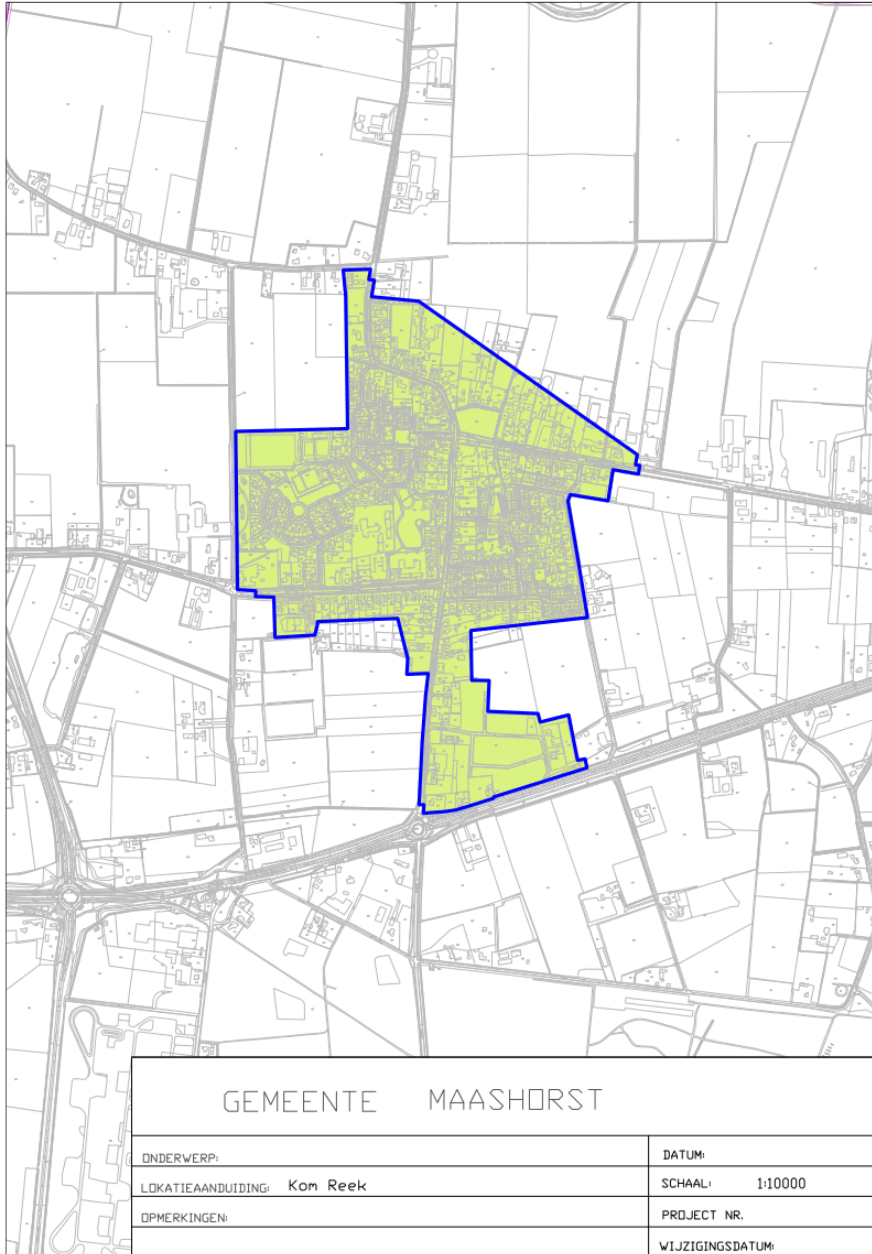 GEMEENTE MAASHORST
ONDERWERP:
DATUM:
LOKATIEAANDUIDING: Kom Reek
SCHAAL: 1:10000
OPMERKINGEN:
PROJECT NR.
WIJZIGINGSDATUM: